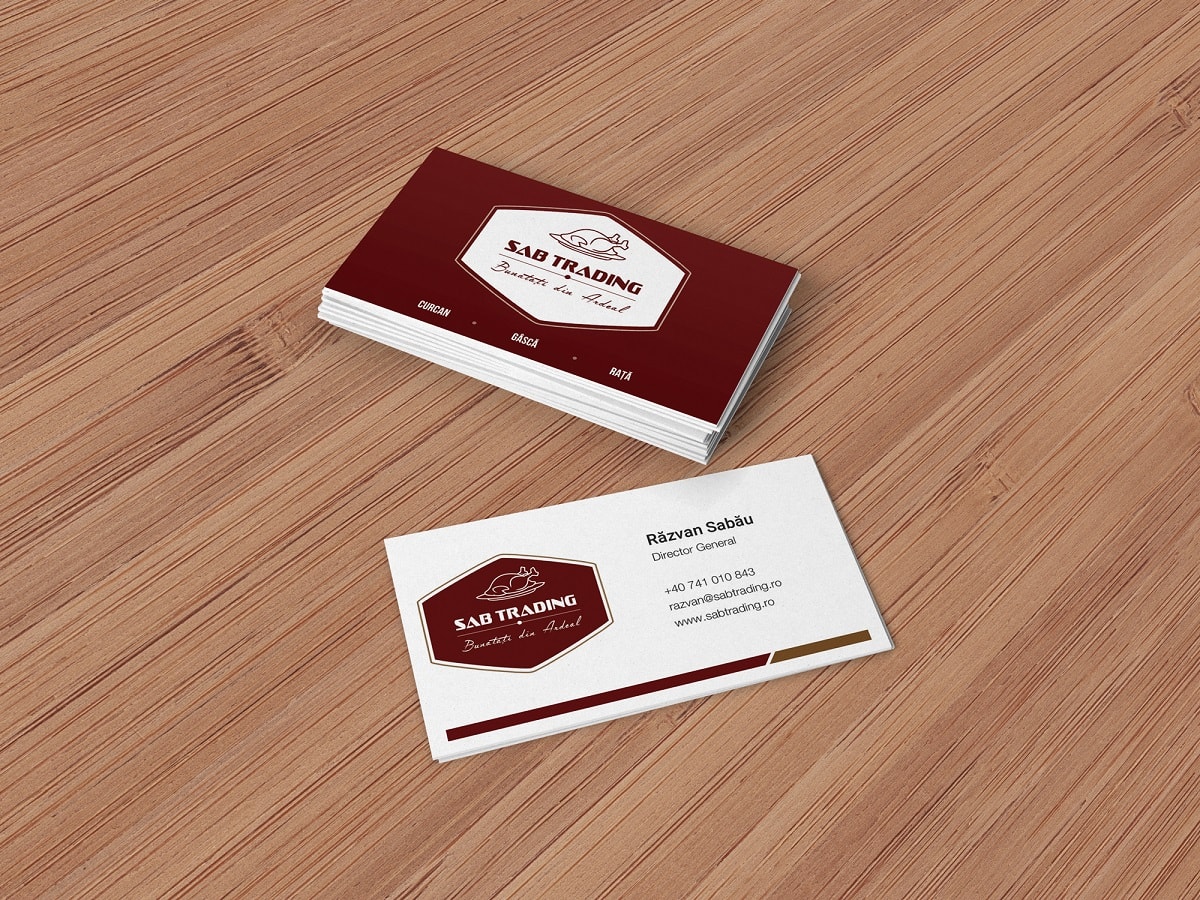 SAB TRADING
Bunătăți din Ardeal
CURCAN • GÂSCĂ • RAȚĂ
SAB TRADING
Bunătăți din Ardeal
Răzvan Sabău
Director General
+40 741 010 843
razvan@sabtrading.ro
www.sabtrading.ro